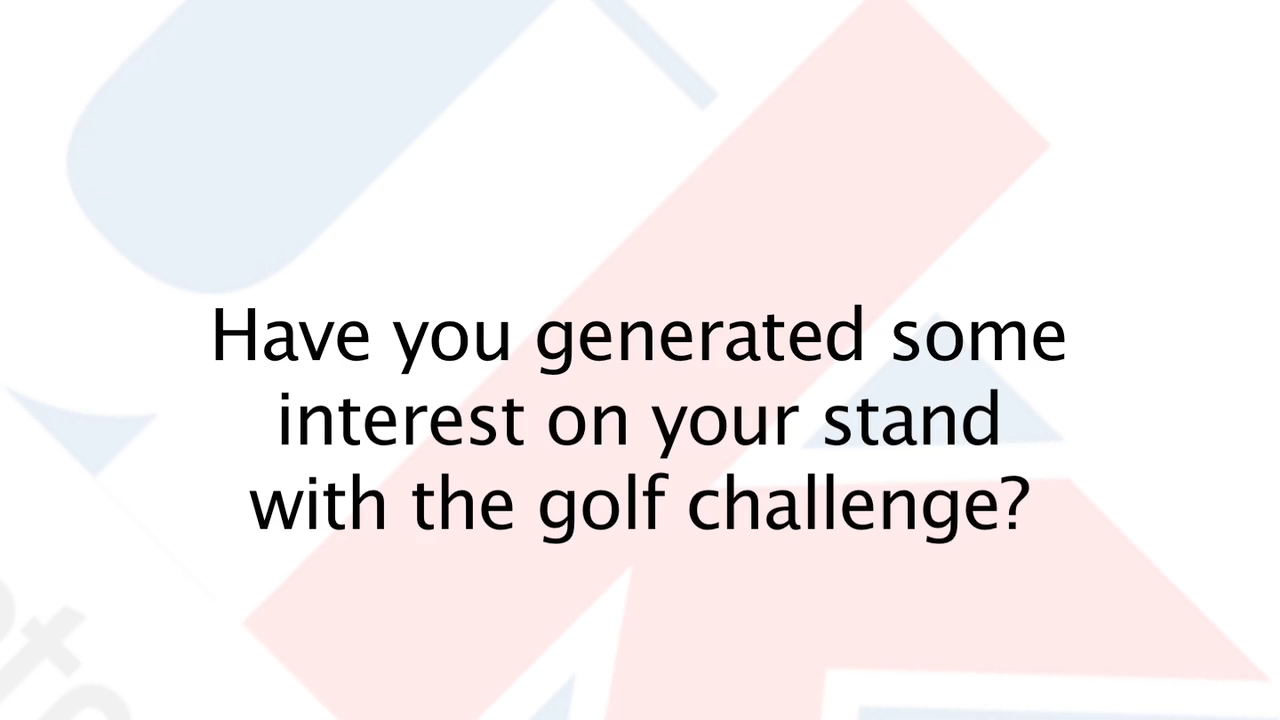 Have you generated some
interest on your stand
with the golf challenge?